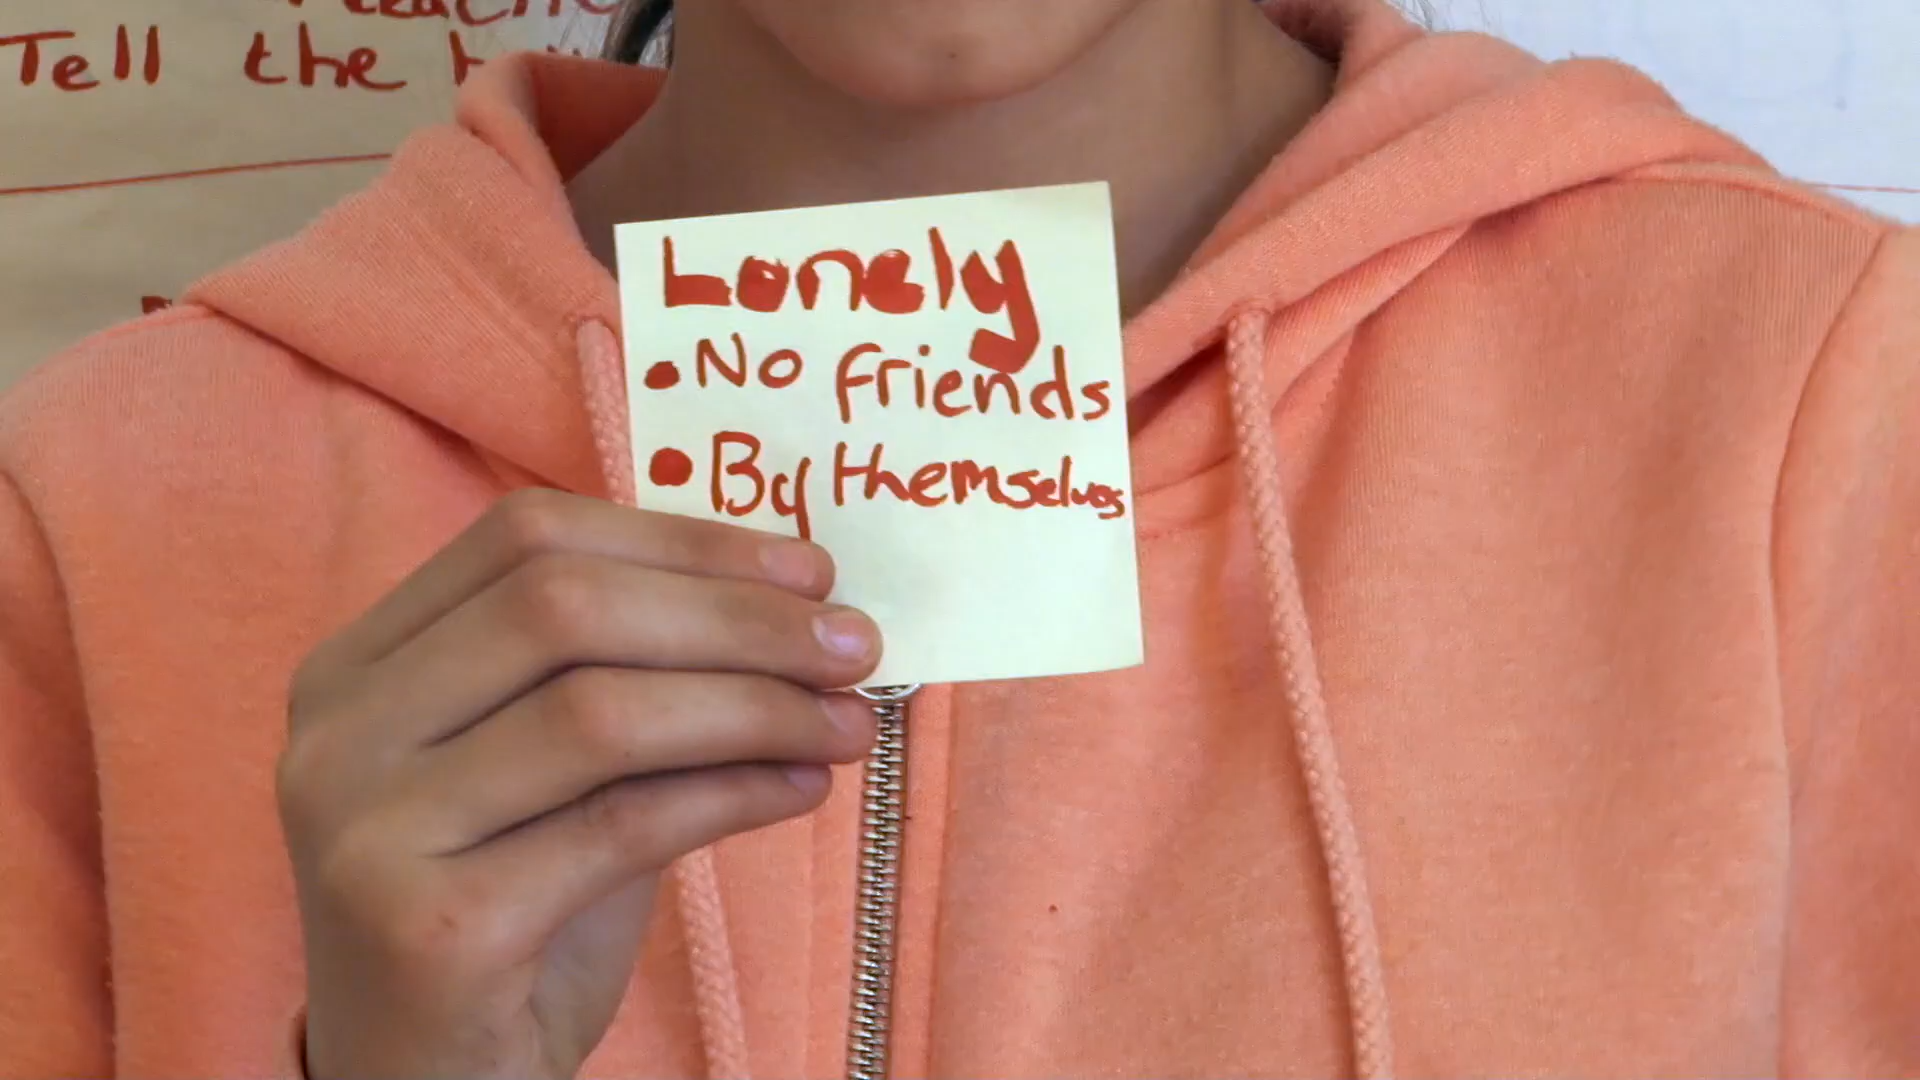 Tell the
Lonely
• No friends
• By themselves